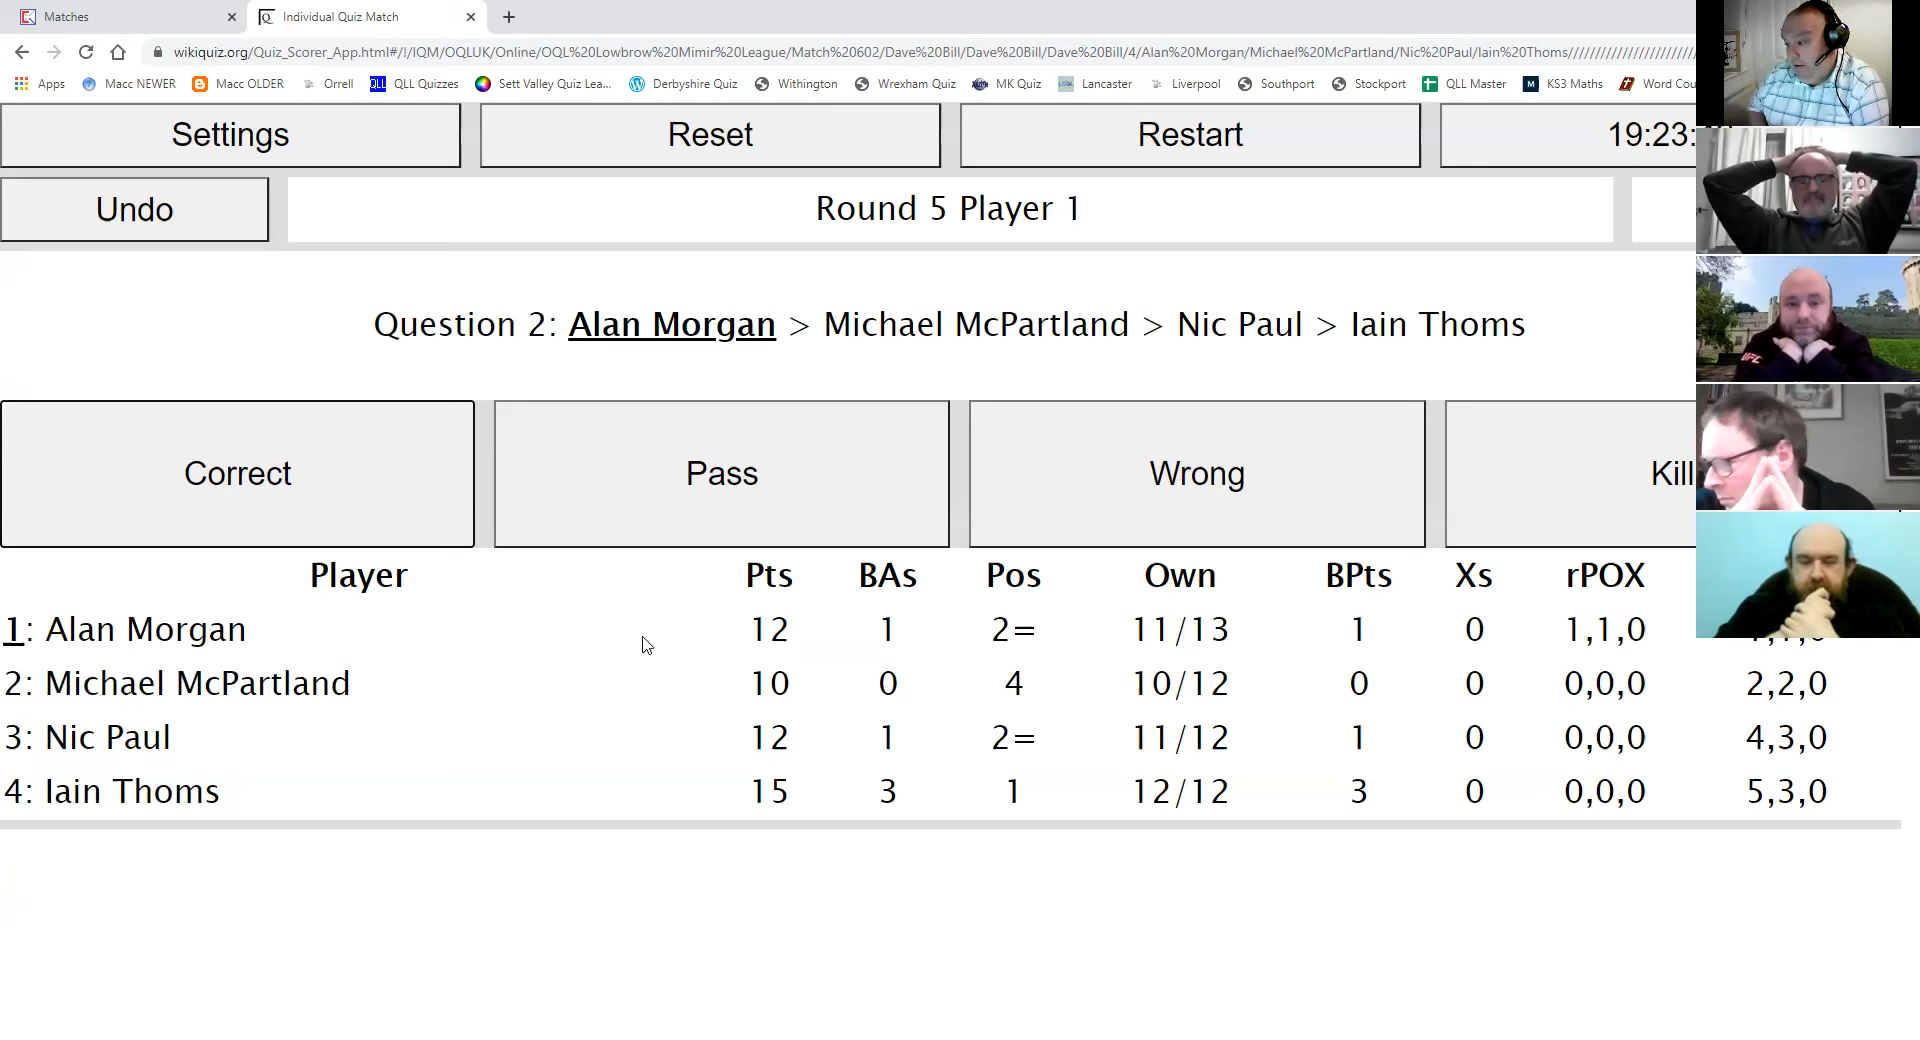 Matches
Individual Quiz Match
wikiquiz.org/Quiz_Scorer_App.html#/!/IQM/OQLUK/Online/OQL%20Lowbrow%20Mimir%20League/Match%20602/Dave%20Bill/Dave%20Bill/Dave%20Bill/4/Alan%20Morgan/Michael%20McPartland/Nic%20Paul/Iain%20Thoms/////////////////////////
Apps Macc NEWER Macc OLDER Orrell QLL QLL Quizzes Sett Valley Quiz Lea... Derbyshire Quiz Withington Wrexham Quiz MK Quiz Lancaster Liverpool Southport Stockport QLL Master M KS3 Maths Word Cou
Settings Reset Restart 19:23:
Undo Round 5 Player 1
Question 2: Alan Morgan > Michael McPartland > Nic Paul > Iain Thoms
Correct Pass Wrong Kill
Player Pts BAs Pos Own BPts Xs rPOX
1: Alan Morgan 12 1 2= 11/13 1 0 1,1,0
2: Michael McPartland 10 0 4 10/12 0 0 0,0,0 2,2,0
3: Nic Paul 12 1 2= 11/12 1 0 0,0,0 4,3,0
4: Iain Thoms 15 3 1 12/12 3 0 0,0,0 5,3,0
UFC